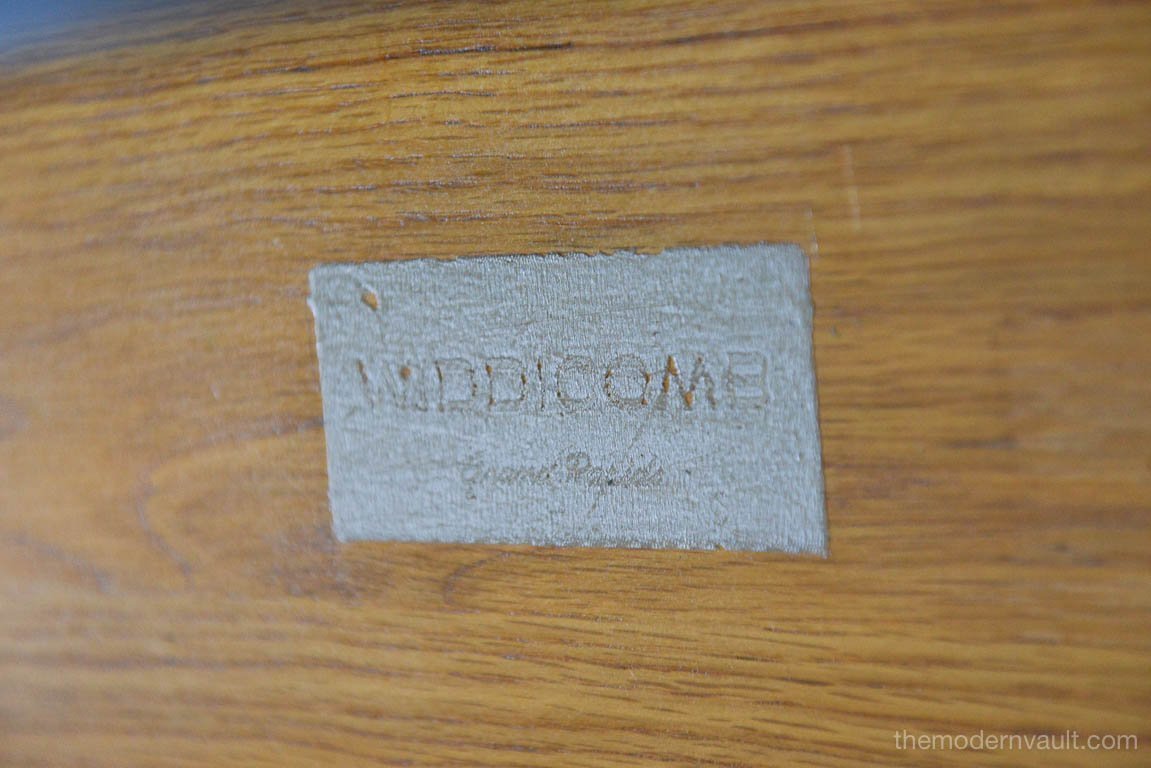 WIDDICOMB
Grand Rapids
themodernvault.com